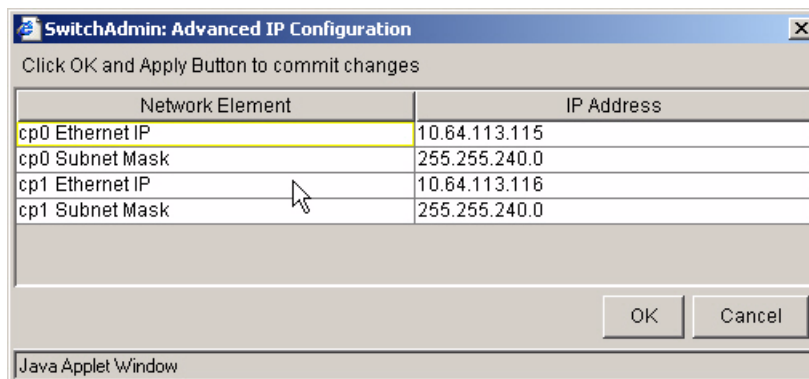 SwitchAdmin: Advanced IP Configuration
Click OK and Apply Button to commit changes
Network Element IP Address
cp0 Ethernet IP 10.64.113.115
cp0 Subnet Mask 255.255.240.0
cp1 Ethernet IP 10.64.113.116
cp1 Subnet Mask 255.255.240.0
OK Cancel
Java Applet Window